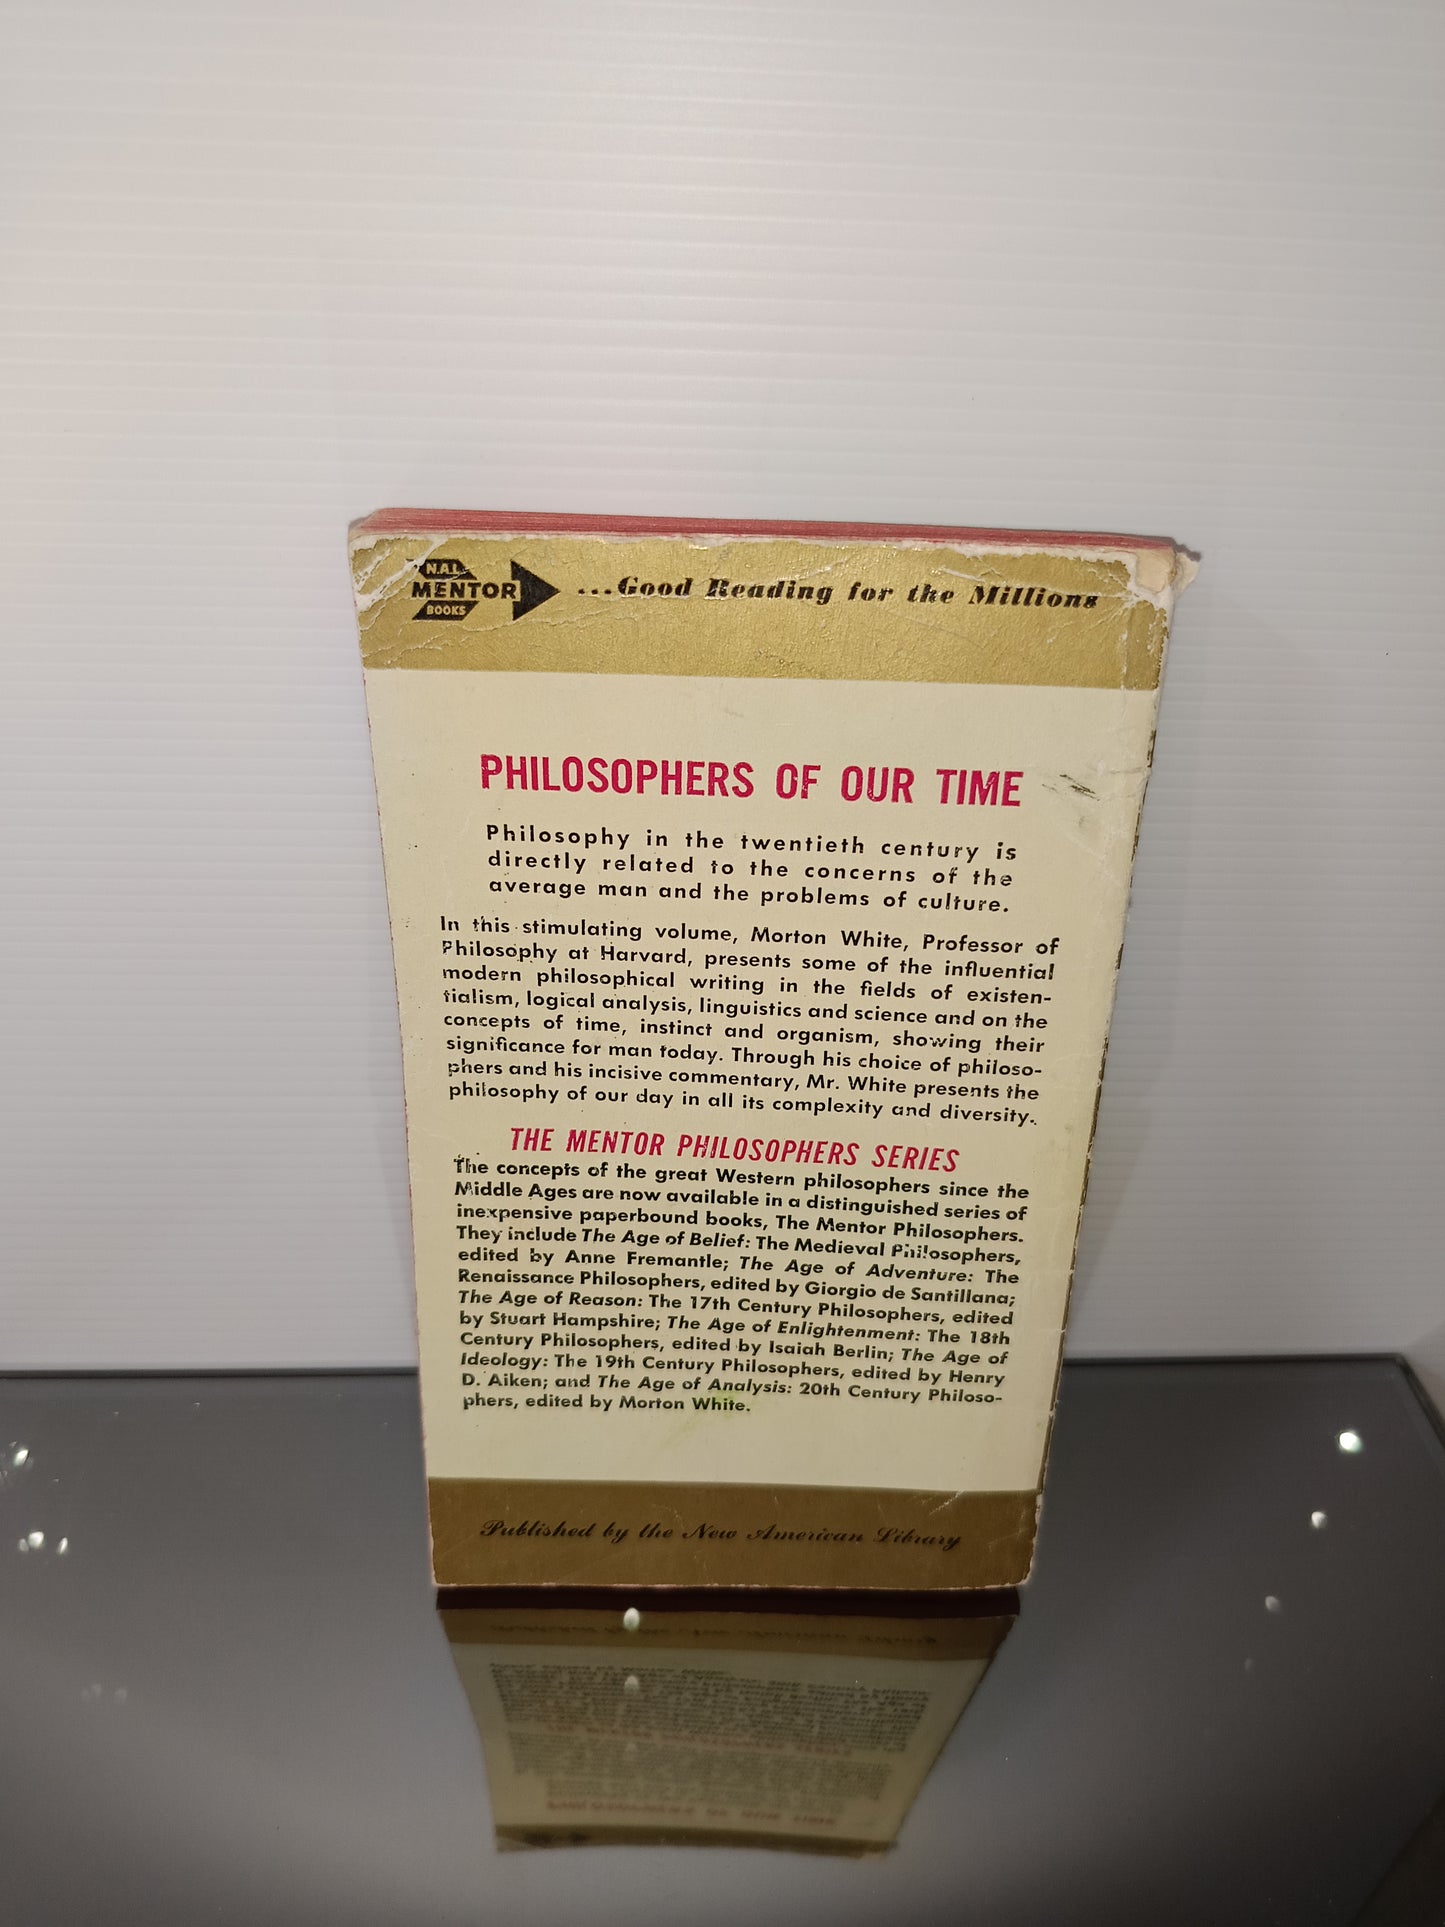 NAL
MENTOR
BOOKS
...Good Reading for the Millions
PHILOSOPHERS OF OUR TIME
Philosophy in the twentieth century is
directly related to the concerns of the
average man and the problems of culture.
In this stimulating volume, Morton White, Professor of
Philosophy at Harvard, presents some of the influential
modern philosophical writing in the fields of existen-
tialism, logical analysis, linguistics and science and on the
concepts of time, instinct and organism, showing their
significance for man today. Through his choice of philoso-
phers and his incisive commentary, Mr. White presents the
philosophy of our day in all its complexity and diversity.
THE MENTOR PHILOSOPHERS SERIES
The concepts of the great Western philosophers since the
Middle Ages are now available in a distinguished series of
inexpensive paperbound books, The Mentor Philosophers.
They include The Age of Belief: The Medieval Philosophers,
edited by Anne Fremantle; The Age of Adventure: The
Renaissance Philosophers, edited by Giorgio de Santillana;
The Age of Reason: The 17th Century Philosophers, edited
by Stuart Hampshire; The Age of Enlightenment: The 18th
Century Philosophers, edited by Isaiah Berlin; The Age of
Ideology: The 19th Century Philosophers, edited by Henry
D. Aiken; and The Age of Analysis: 20th Century Philoso-
phers, edited by Morton White.
Published by the New American Library